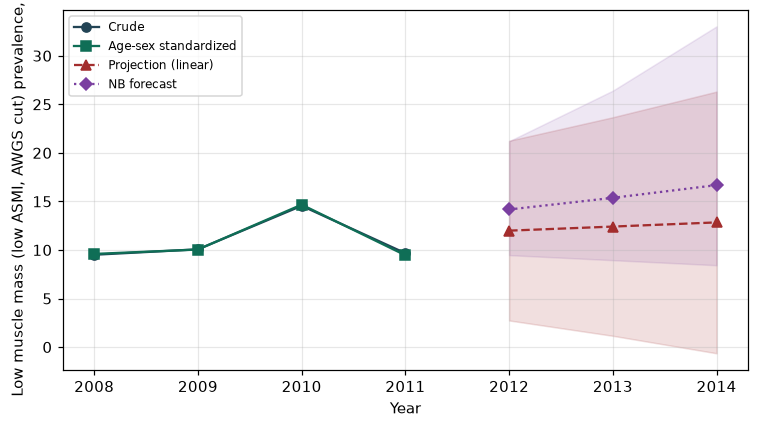 Crude
Age-sex standardized
Projection (linear)
NB forecast
Low muscle mass (low ASMI, AWGS cut) prevalence,
30
25
20
15
10
5
0
2008 2009 2010 2011 2012 2013 2014
Year